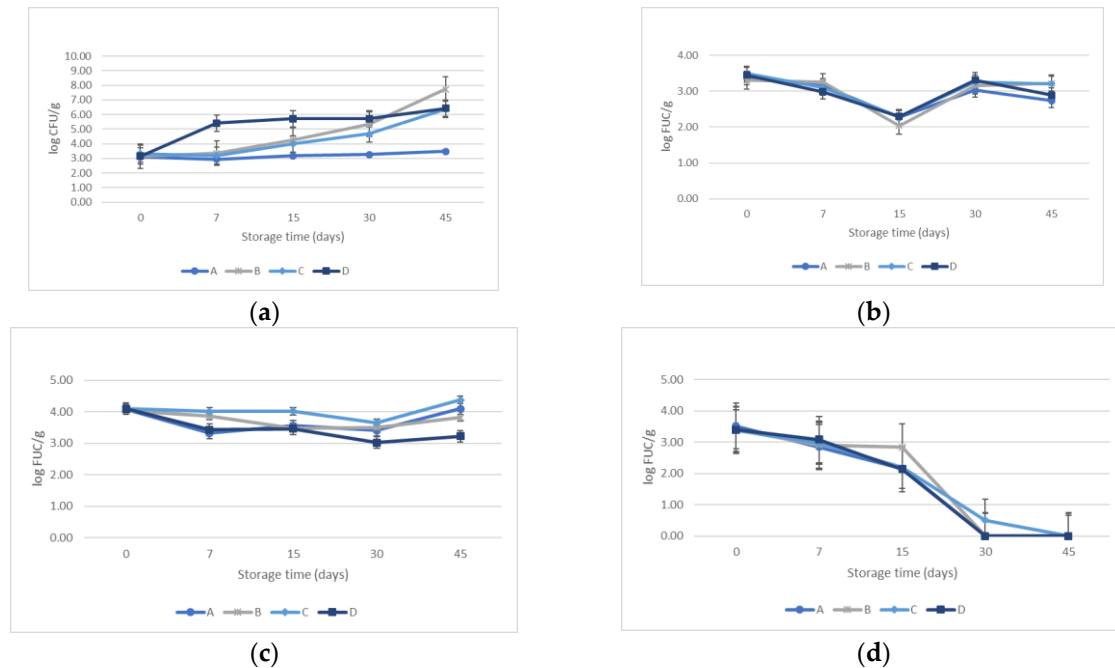 10.00
9.00
8.00
7.00
6.00
5.00
4.00
3.00
2.00
1.00
0.00
log CFU/g
0 7 15 30 45
Storage time (days)
A B C D
(a)
4.00
3.00
2.00
1.00
0.00
log FUC/g
0 7 15 30 45
Storage time (days)
A B C D
(b)
5.00
4.00
3.00
2.00
1.00
0.00
log FUC/g
0 7 15 30 45
Storage time (days)
A B C D
(c)
5.00
4.00
3.00
2.00
1.00
0.00
log FUC/g
0 7 15 30 45
Storage time (days)
A B C D
(d)